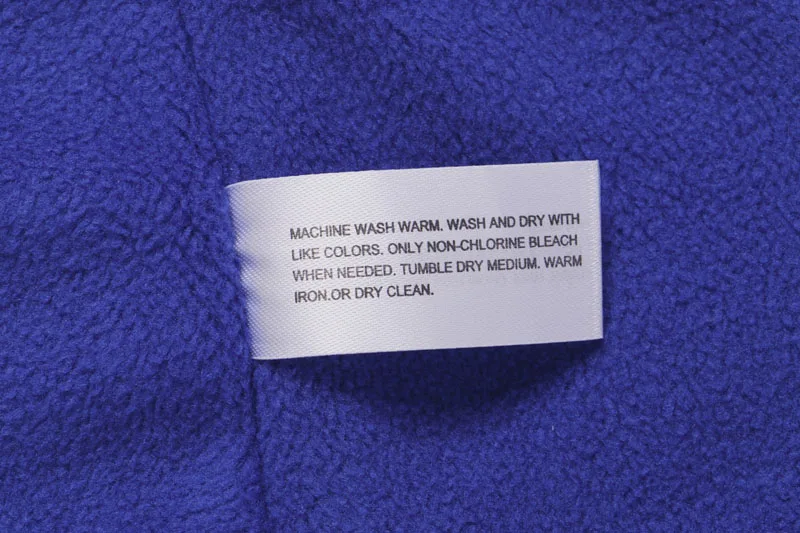 MACHINE WASH WARM. WASH AND DRY WITH
LIKE COLORS. ONLY NON-CHLORINE BLEACH
WHEN NEEDED. TUMBLE DRY MEDIUM. WARM
IRON.OR DRY CLEAN.